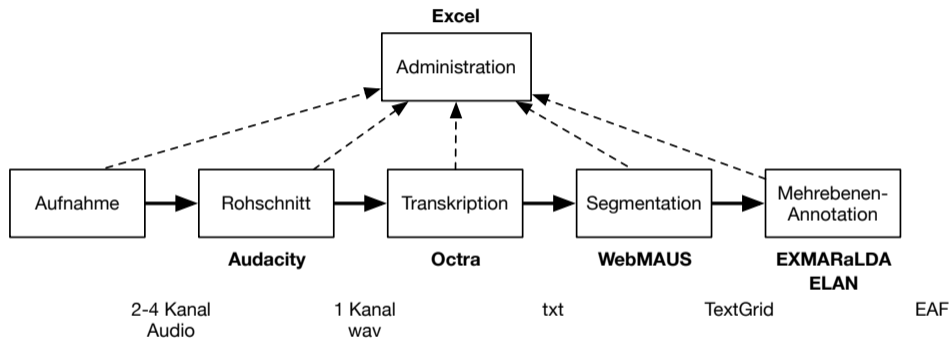 Excel
Administration
Aufnahme
Rohschnitt
Transkription
Segmentation
Mehrebenen-
Annotation
Audacity
Octra
WebMAUS
EXMARaLDA
ELAN
2-4 Kanal
Audio
1 Kanal
wav
txt
TextGrid
EAF